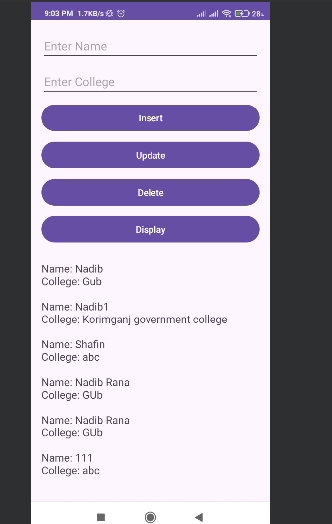 9:03 PM 1.7KB/s
28
Enter Name
Enter College
Insert
Update
Delete
Display
Name: Nadib
College: Gub
Name: Nadib1
College: Korimganj government college
Name: Shafin
College: abc
Name: Nadib Rana
College: GUb
Name: Nadib Rana
College: GUb
Name: 111
College: abc